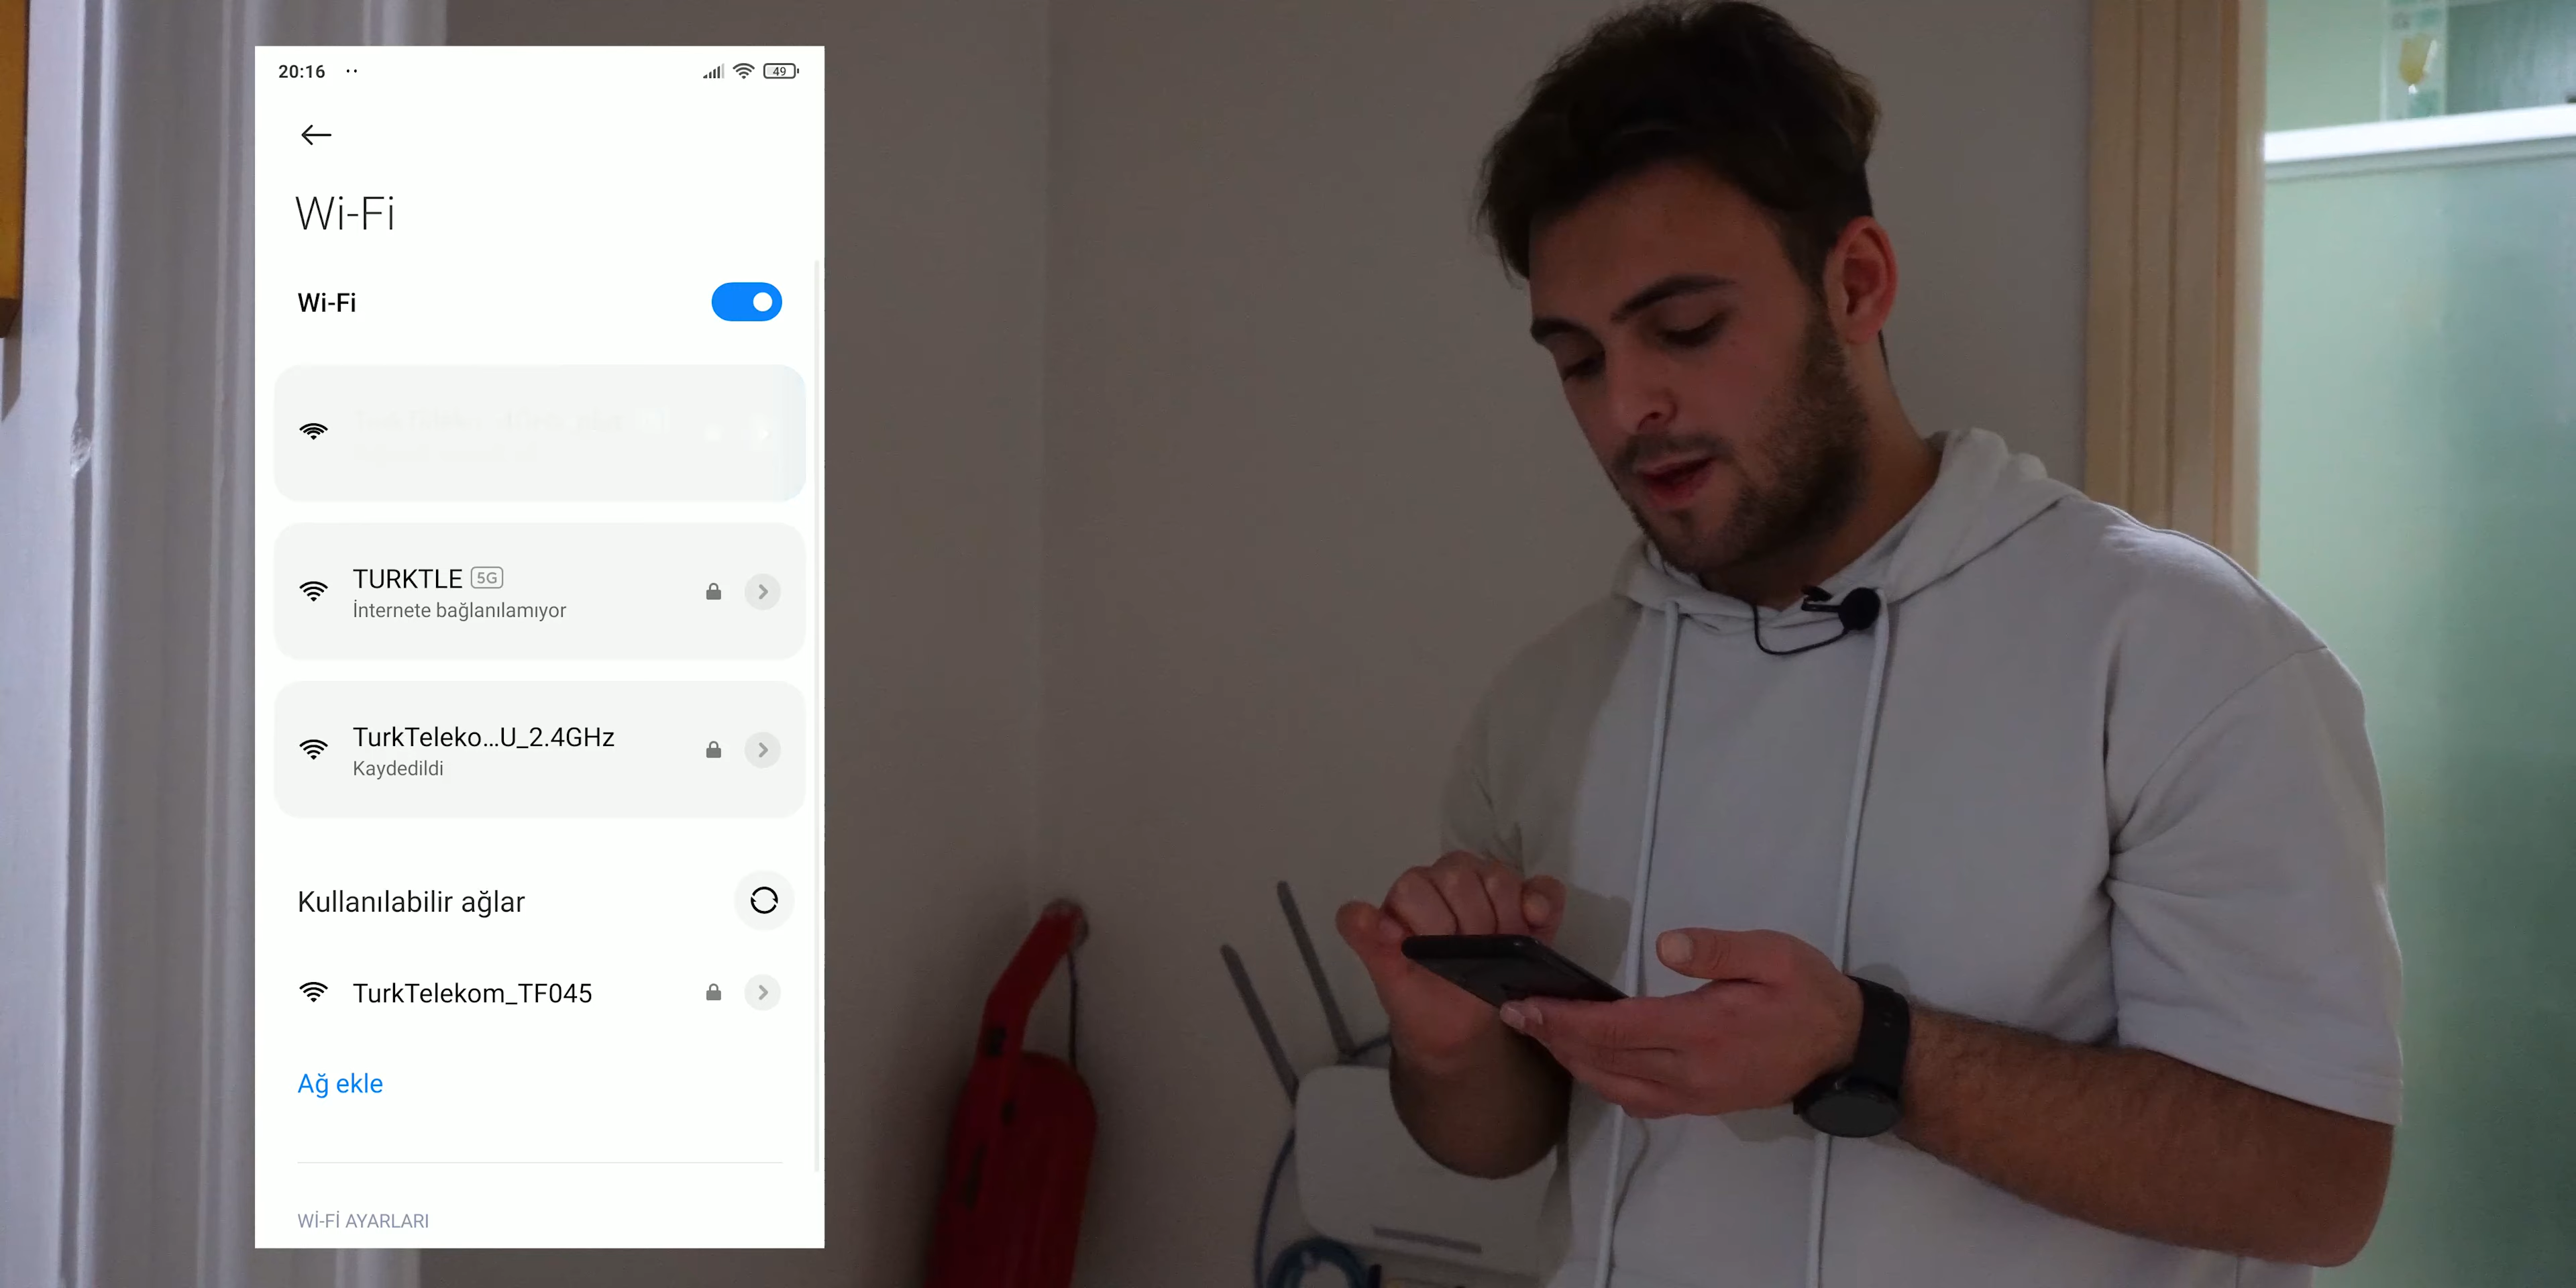 20:16
49
Wi-Fi
Wi-Fi
TURKTLE 5G
İnternete bağlanılamıyor
TurkTeleko...U_2.4GHz
Kaydedildi
Kullanılabilir ağlar
TurkTelekom_TF045
Ağ ekle
Wİ-Fİ AYARLARI